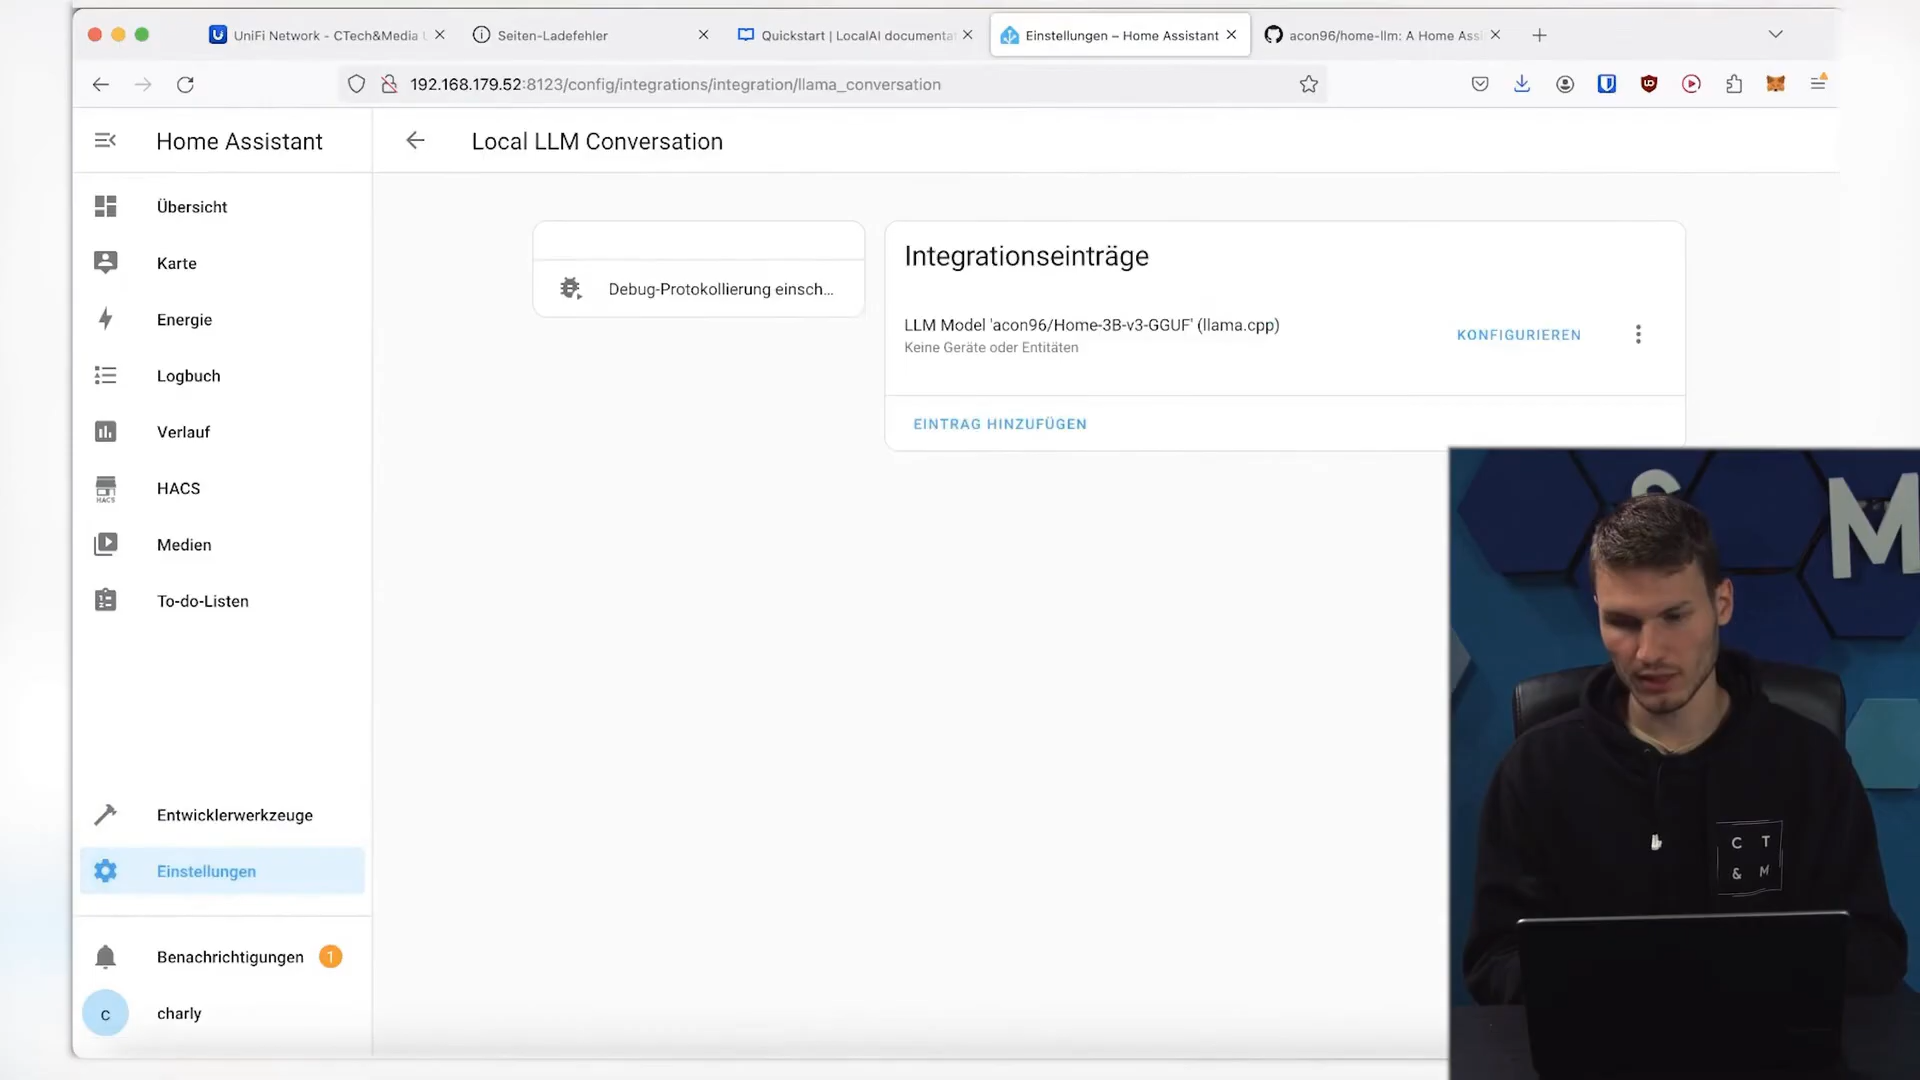 UniFi Network - CTech&Media
Seiten-Ladefehler
Quickstart | LocalAI documenta
Einstellungen – Home Assistant
acon96/home-llm: A Home Ass
192.168.179.52:8123/config/integrations/integration/llama_conversation
Home Assistant
Local LLM Conversation
Übersicht
Karte
Energie
Logbuch
Verlauf
HACS
HACS
Medien
To-do-Listen
Entwicklerwerkzeuge
Einstellungen
Benachrichtigungen 1
c charly
Debug-Protokollierung einsch...
Integrationseinträge
LLM Model 'acon96/Home-3B-v3-GGUF' (llama.cpp)
Keine Geräte oder Entitäten
KONFIGURIEREN
EINTRAG HINZUFÜGEN
M
C T
& M